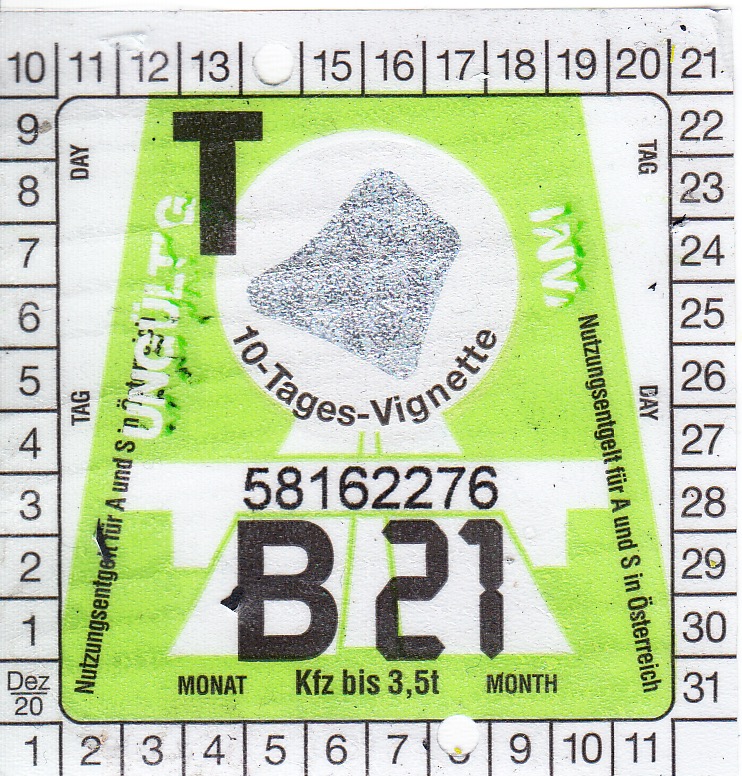 10 11 12 13 15 16 17 18 19 20 21
9 22
8 23
7 24
6 25
5 26
4 27
3 28
2 29
1 30
Dez
20
31
1 2 3 4 5 6 7 8 9 10 11
DAY
TAG
T
TAG
DAY
UNGÜLT G
INV
10-Tages-Vignette
Nutzungsentgelt für A und S in
Nutzungsentgelt für A und S in Österreich
58162276
B 21
MONAT Kfz bis 3,5t MONTH